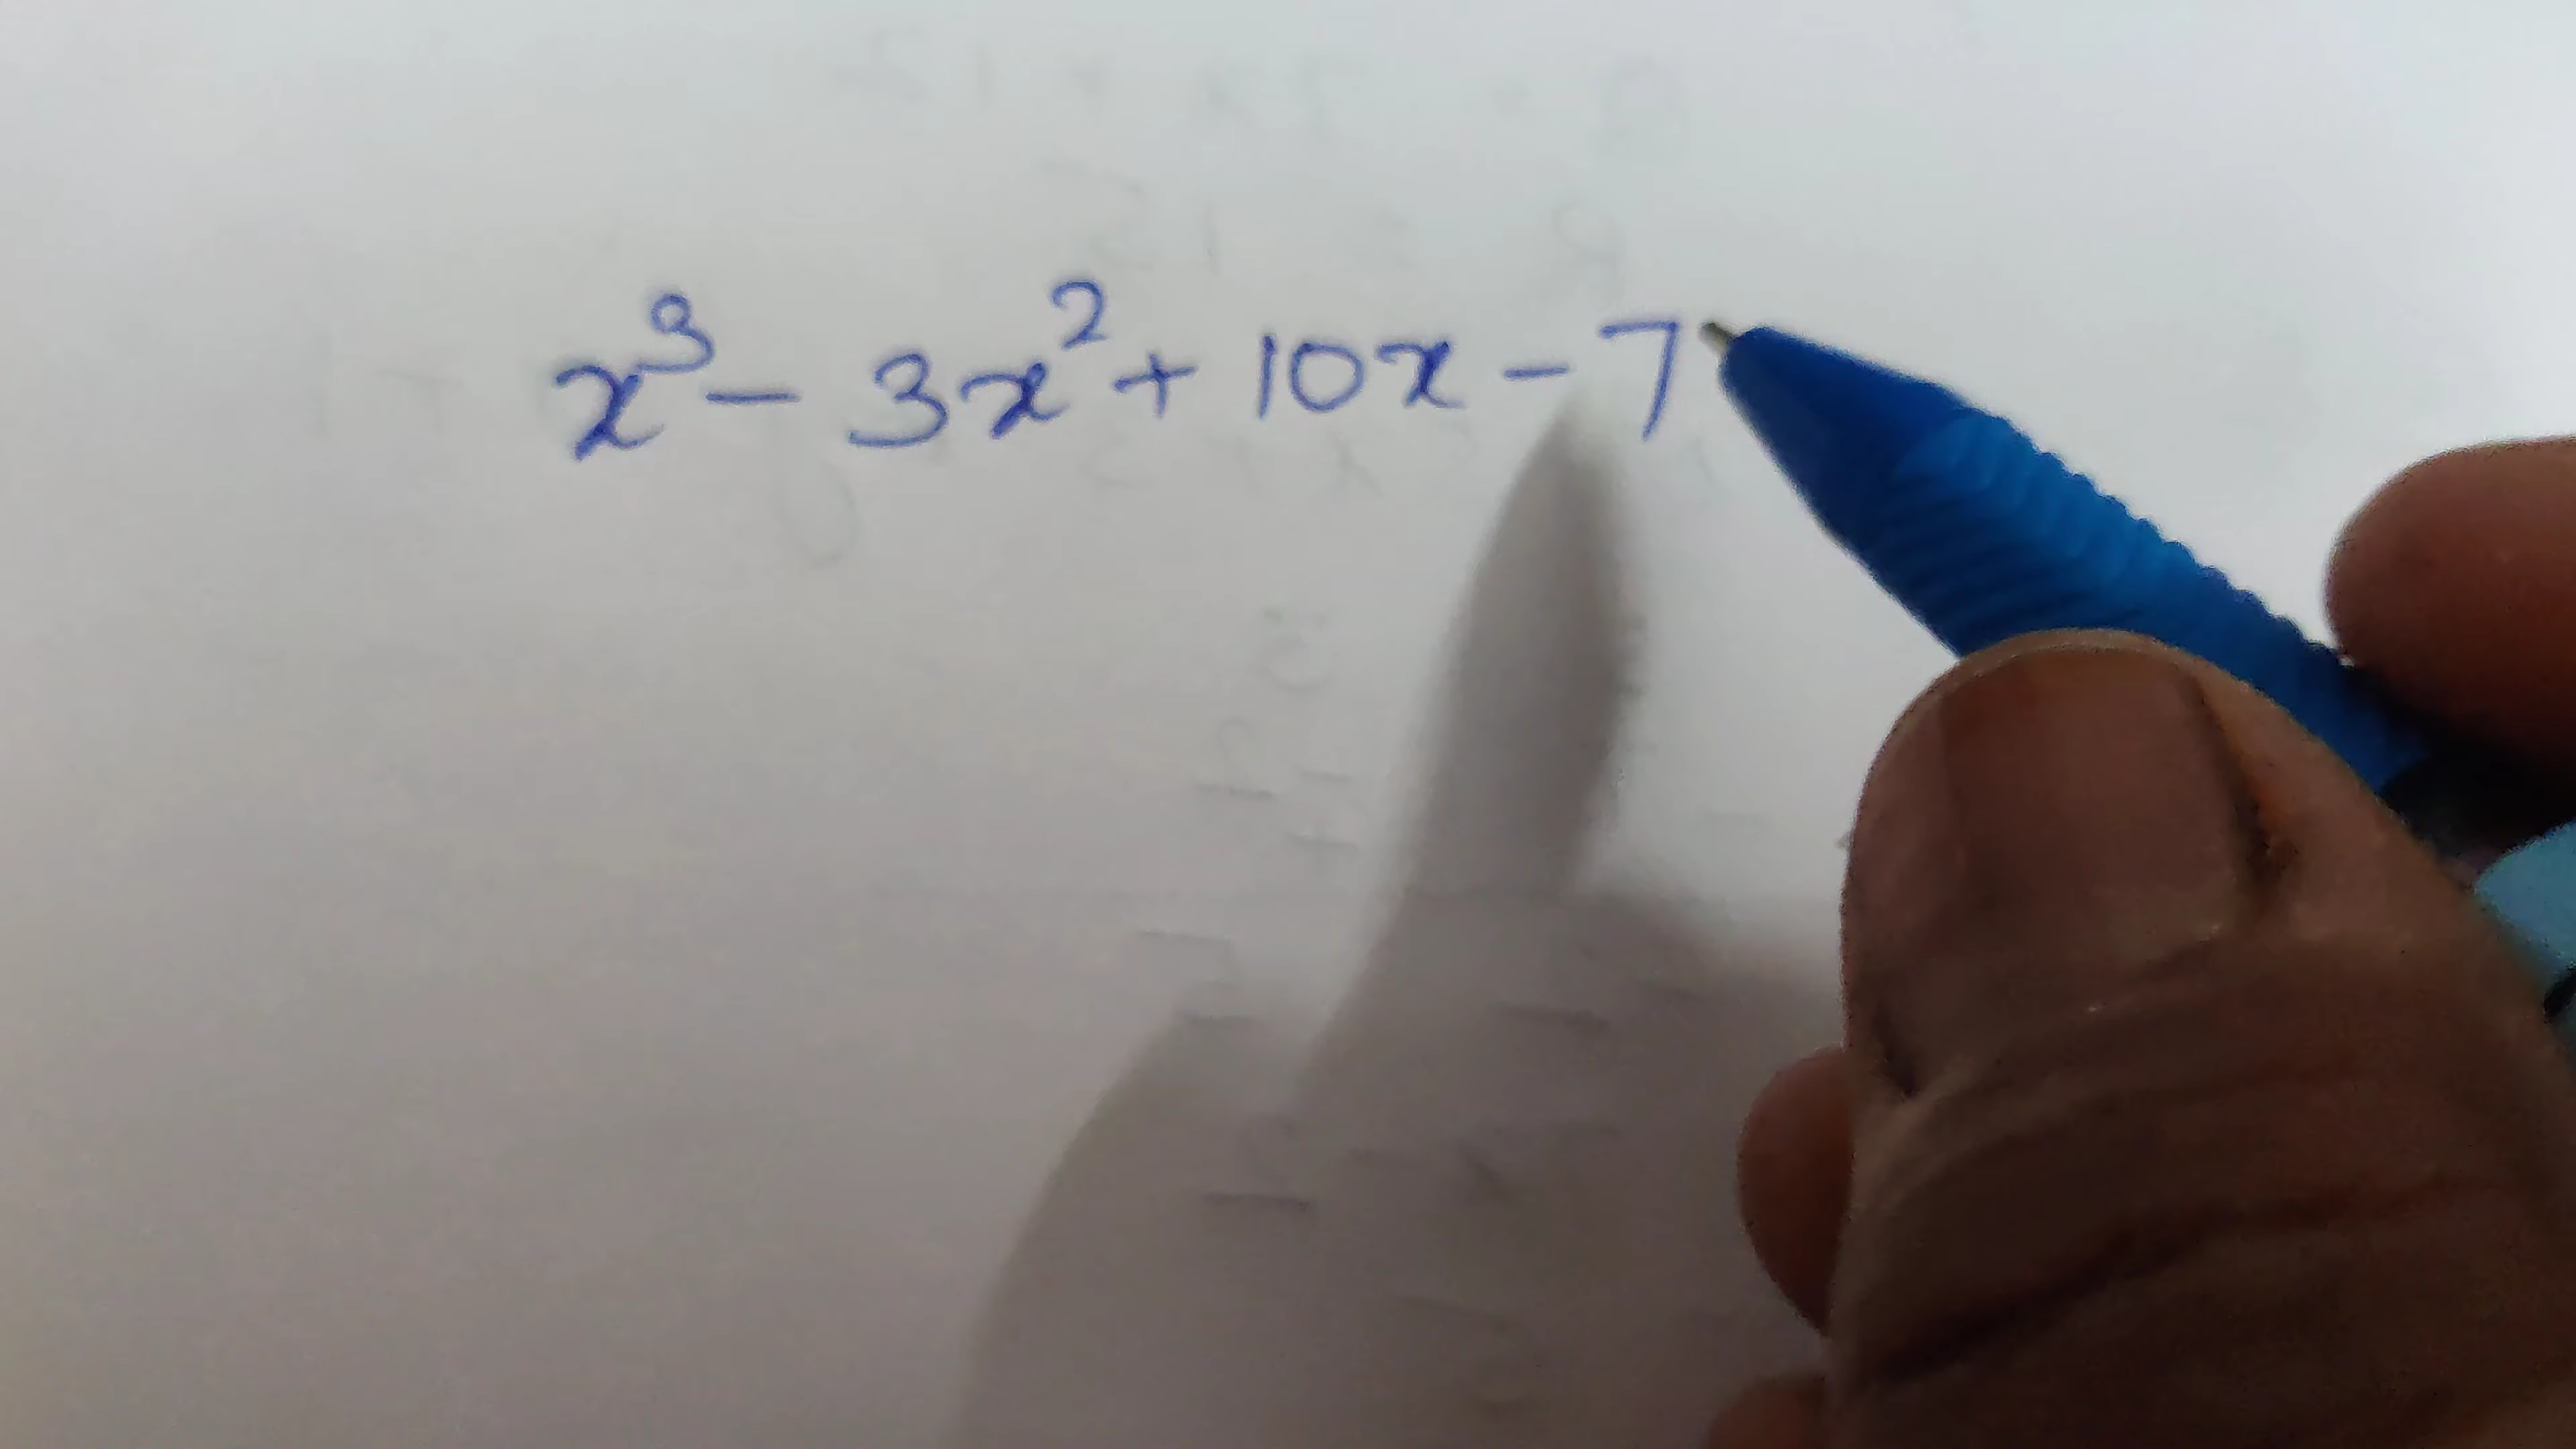 x³ - 3x² + 10x - 7